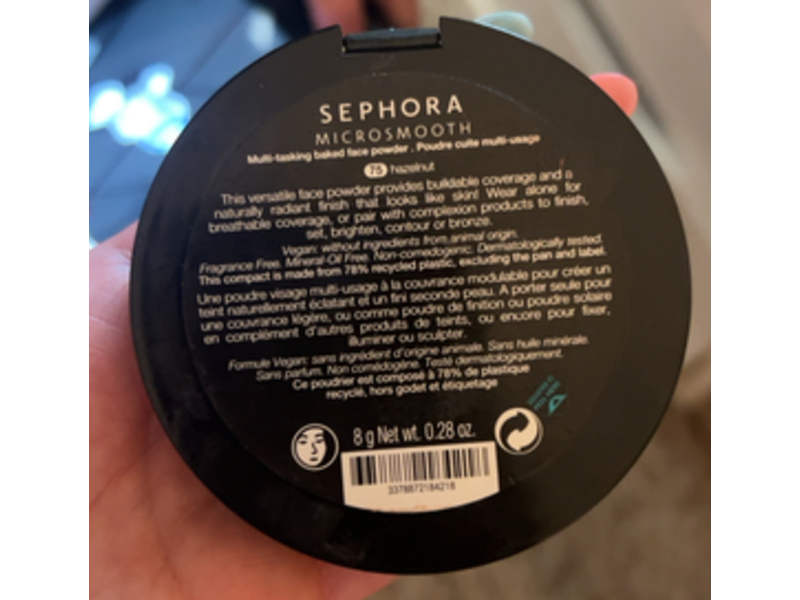 SEPHORA
MICROSMOOTH
Multi-tasking baked face powder . Poudre cuite multi-usage
75 hazelnut
This versatile face powder provides buildable coverage and a
naturally radiant finish that looks like skin! Wear alone for
breathable coverage, or pair with complexion products to finish,
set, brighten, contour or bronze.
Vegan: without ingredients from animal origin.
Fragrance Free. Mineral-Oil Free. Non-comedogenic. Dermatologically tested.
This compact is made from 78% recycled plastic, excluding the pan and label.
Une poudre visage multi-usage à la couvrance modulable pour créer un
teint naturellement éclatant et un fini seconde peau. A porter seule pour
une couvrance légère, ou comme poudre de finition ou poudre solaire
en complément d'autres produits de teints, ou encore pour fixer,
illuminer ou sculpter.
Formule Vegan: sans ingrédient d'origine animale. Sans huile minérale.
Sans parfum. Non comédogène. Testé dermatologiquement.
Ce poudrier est composé à 78% de plastique
recyclé, hors godet et étiquetage
8 g Net wt. 0.28 oz.
3378872184218